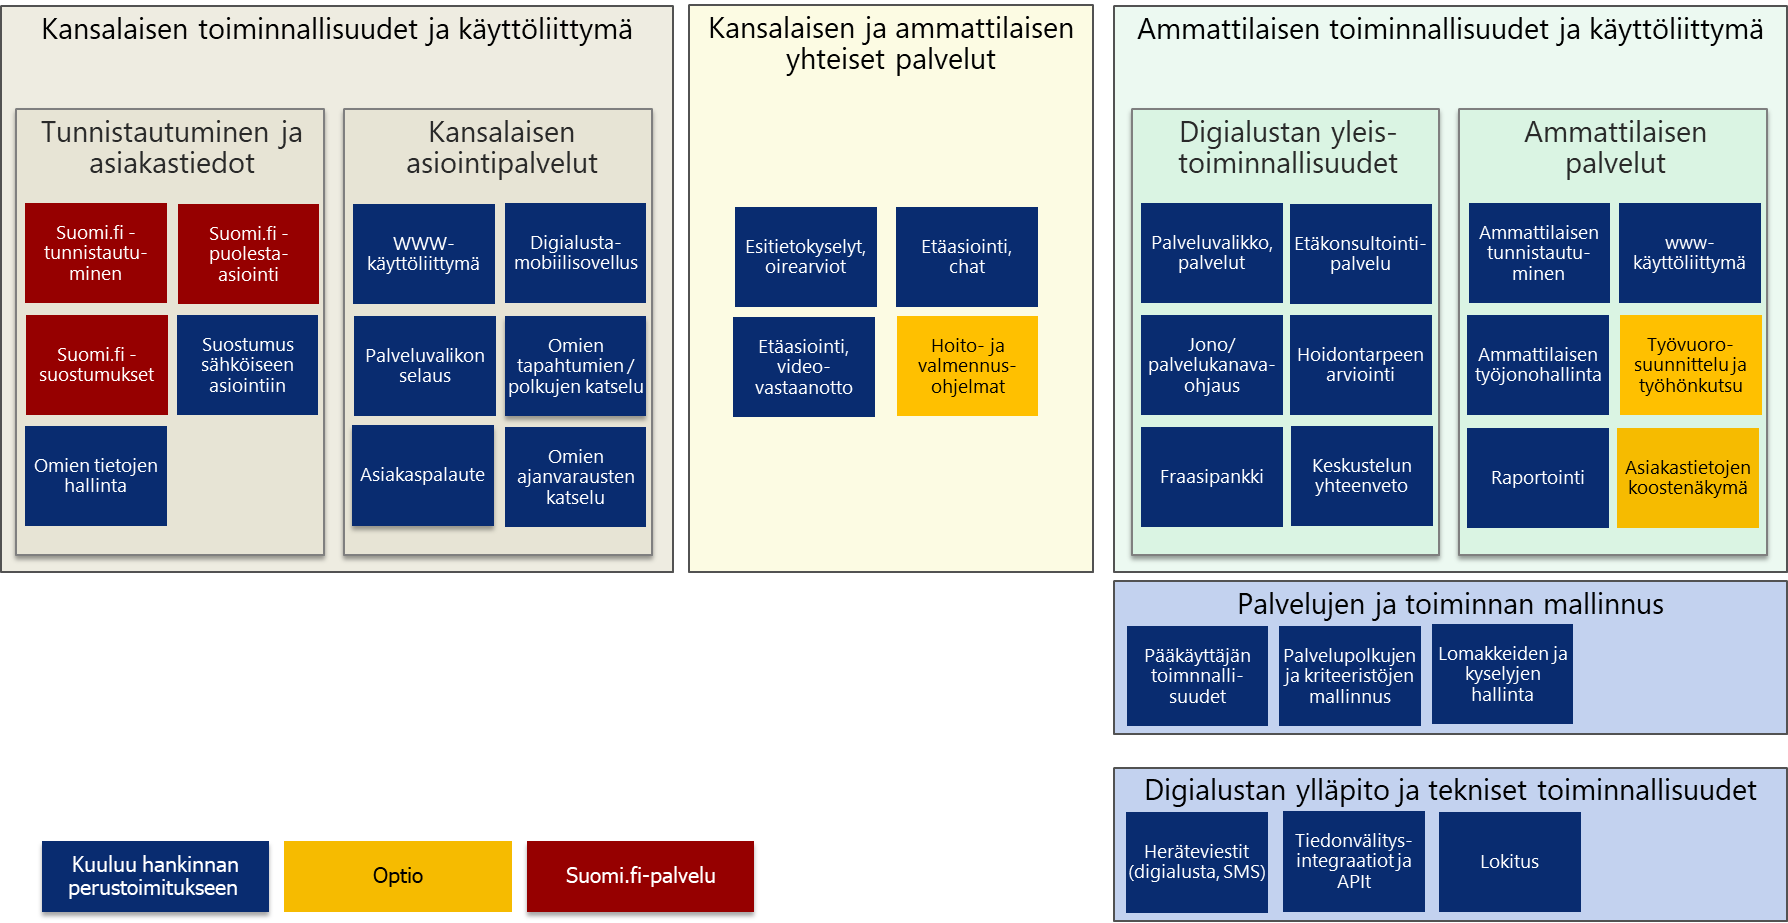 Kansalaisen toiminnallisuudet ja käyttöliittymä
Tunnistautuminen ja
asiakastiedot
Suomi.fi -
tunnistautu-
minen
Suomi.fi -
puolesta-
asiointi
Suomi.fi -
suostumukset
Suostumus
sähköiseen
asiointiin
Omien tietojen
hallinta
Kansalaisen
asiointipalvelut
WWW-
käyttöliittymä
Digialusta-
mobiilisovellus
Palveluvalikon
selaus
Omien
tapahtumien /
polkujen katselu
Asiakaspalaute
Omien
ajanvarausten
katselu
Kansalaisen ja ammattilaisen
yhteiset palvelut
Esitietokyselyt,
oirearviot
Etäasiointi,
chat
Etäasiointi,
video-
vastaanotto
Hoito- ja
valmennus-
ohjelmat
Ammattilaisen toiminnallisuudet ja käyttöliittymä
Digialustan yleis-
toiminnallisuudet
Palveluvalikko,
palvelut
Etäkonsultointi-
palvelu
Jono/
palvelukanava-
ohjaus
Hoidontarpeen
arviointi
Fraasipankki
Keskustelun
yhteenveto
Ammattilaisen
palvelut
Ammattilaisen
tunnistautu-
minen
www-
käyttöliittymä
Ammattilaisen
työjonohallinta
Työvuoro-
suunnittelu ja
työhönkutsu
Raportointi
Asiakastietojen
koostenäkymä
Palvelujen ja toiminnan mallinnus
Pääkäyttäjän
toimnnalli-
suudet
Palvelupolkujen
ja kriteeristöjen
mallinnus
Lomakkeiden ja
kyselyjen
hallinta
Digialustan ylläpito ja tekniset toiminnallisuudet
Heräteviestit
(digialusta, SMS)
Tiedonvälitys-
integraatiot ja
APIt
Lokitus
Kuuluu hankinnan
perustoimitukseen
Optio
Suomi.fi-palvelu